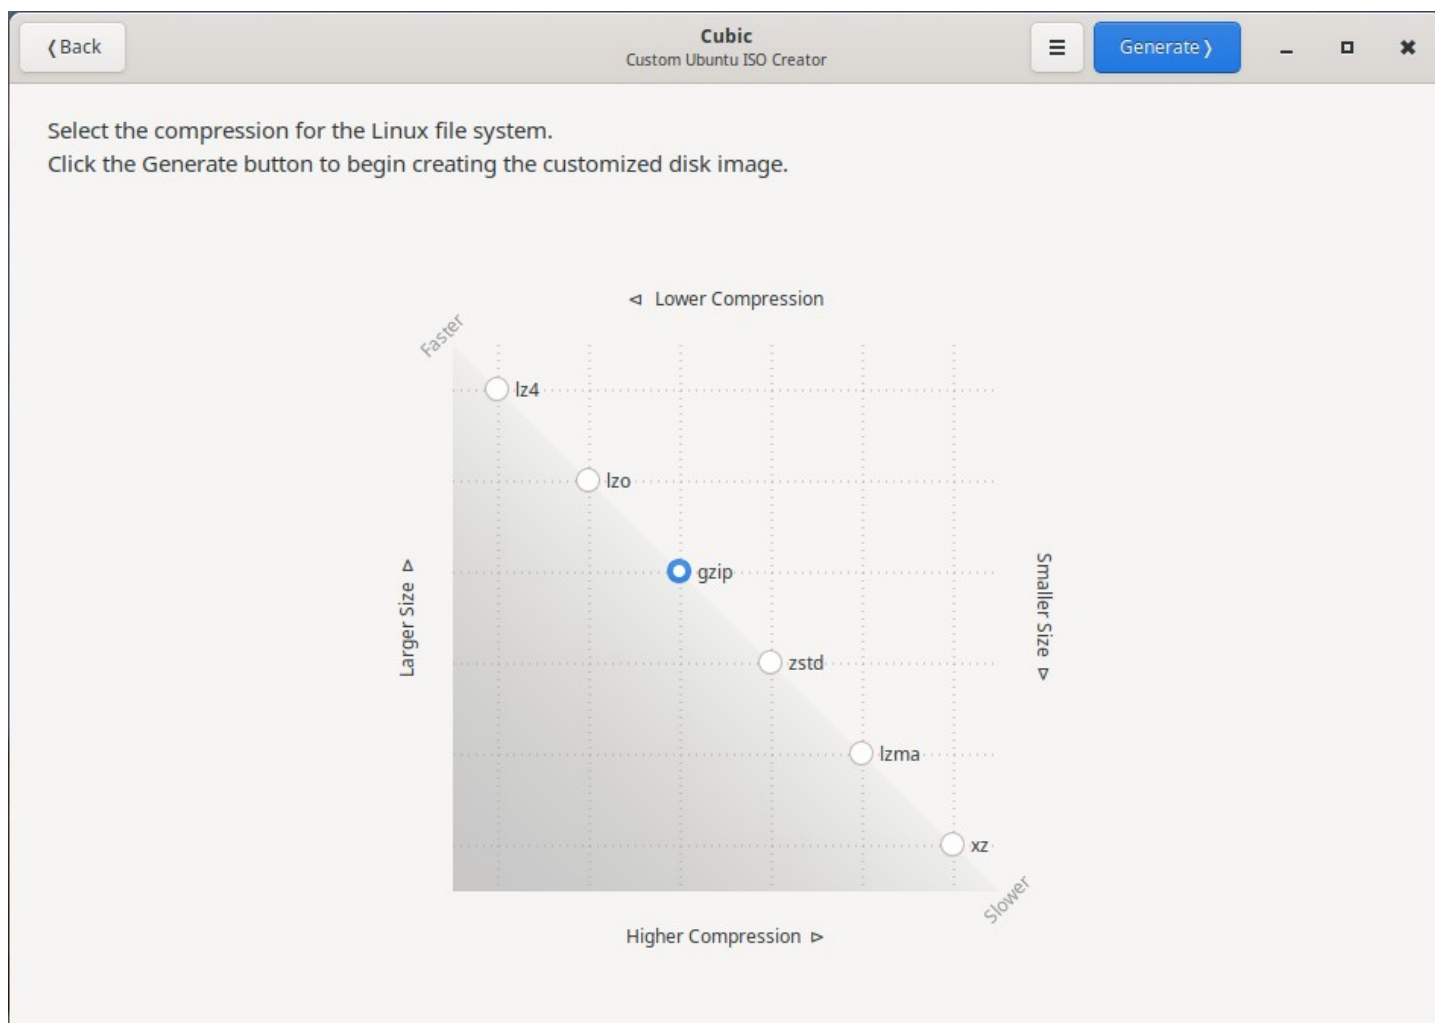 ❬Back
Cubic
Custom Ubuntu ISO Creator
Generate❭
Select the compression for the Linux file system.
Click the Generate button to begin creating the customized disk image.
⊲ Lower Compression
Faster
lz4
lzo
Larger Size ⊳
gzip
Smaller Size ⊳
zstd
lzma
xz
Slower
Higher Compression ⊳